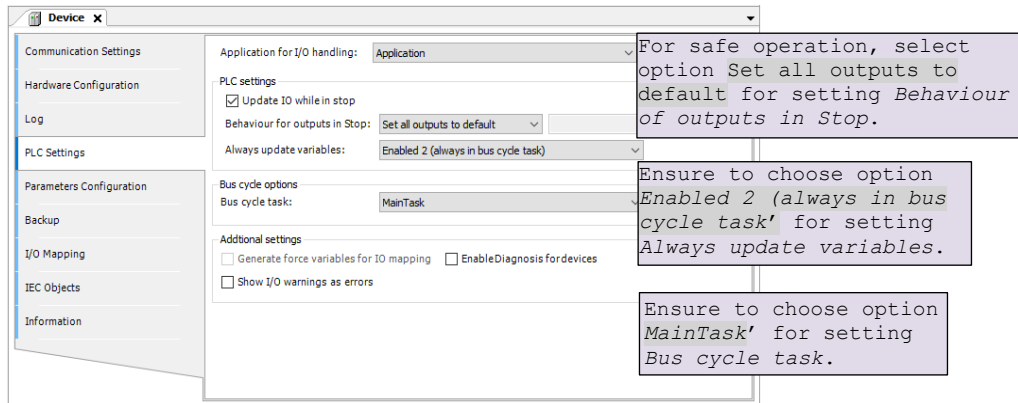 Device
Communication Settings
Hardware Configuration
Log
PLC Settings
Parameters Configuration
Backup
I/O Mapping
IEC Objects
Information
Application for I/O handling: Application
PLC settings
Update IO while in stop
Behaviour for outputs in Stop: Set all outputs to default
Always update variables: Enabled 2 (always in bus cycle task)
Bus cycle options
Bus cycle task: MainTask
Addtional settings
Generate force variables for IO mapping EnableDiagnosis fordevices
Show I/O warnings as errors
For safe operation, select
option Set all outputs to
default for setting Behaviour
of outputs in Stop.
Ensure to choose option
Enabled 2 (always in bus
cycle task’ for setting
Always update variables.
Ensure to choose option
MainTask’ for setting
Bus cycle task.